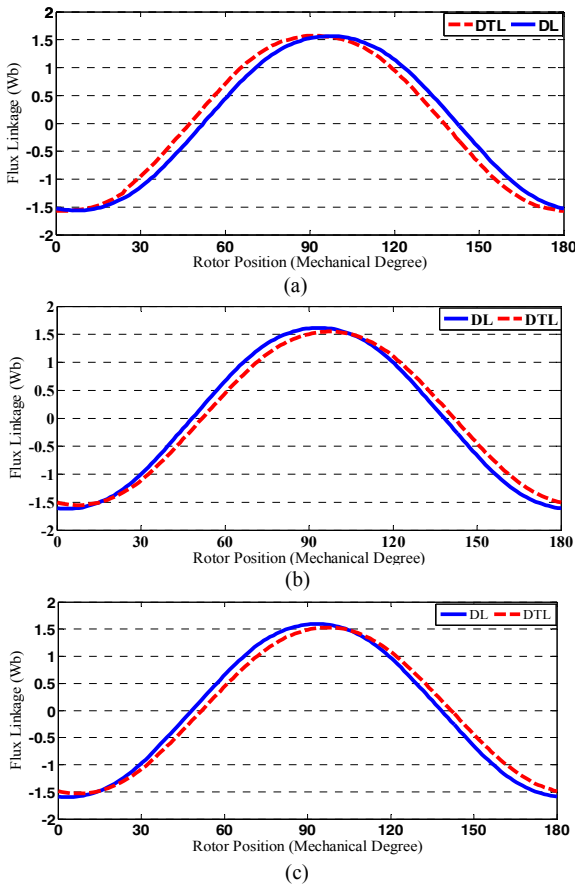 DTL DL
2
1.5
1
0.5
0
-0.5
-1
-1.5
-2
Flux Linkage (Wb)
0 30 60 90 120 150 180
Rotor Position (Mechanical Degree)
(a)
DL DTL
2
1.5
1
0.5
0
-0.5
-1
-1.5
-2
Flux Linkage (Wb)
0 30 60 90 120 150 180
Rotor Position (Mechanical Degree)
(b)
DL DTL
2
1.5
1
0.5
0
-0.5
-1
-1.5
-2
Flux Linkage (Wb)
0 30 60 90 120 150 180
Rotor Position (Mechanical Degree)
(c)